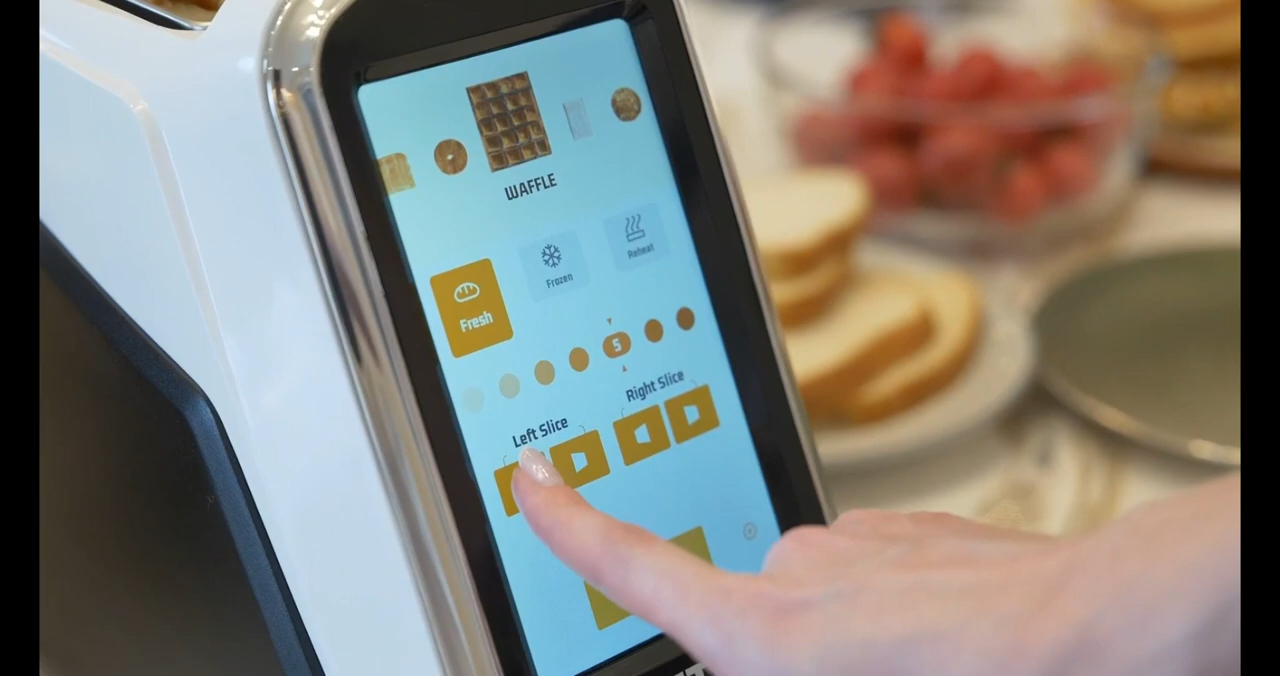 WAFFLE
Fresh
Frozen
Reheat
5
Left Slice
Right Slice